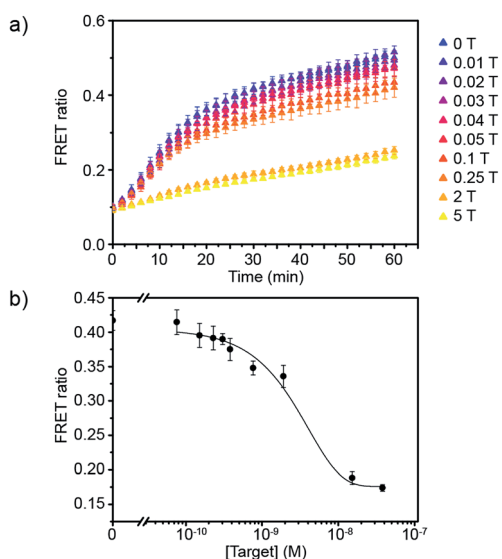 a)
0.6
0.4
0.2
0.0
FRET ratio
0
20
40
60
Time (min)
0 T
0.01 T
0.02 T
0.03 T
0.04 T
0.05 T
0.1 T
0.25 T
2 T
5 T
b)
0.45
0.40
0.35
0.30
0.25
0.20
0.15
FRET ratio
0
10⁻¹⁰
10⁻⁹
10⁻⁸
10⁻⁷
[Target] (M)